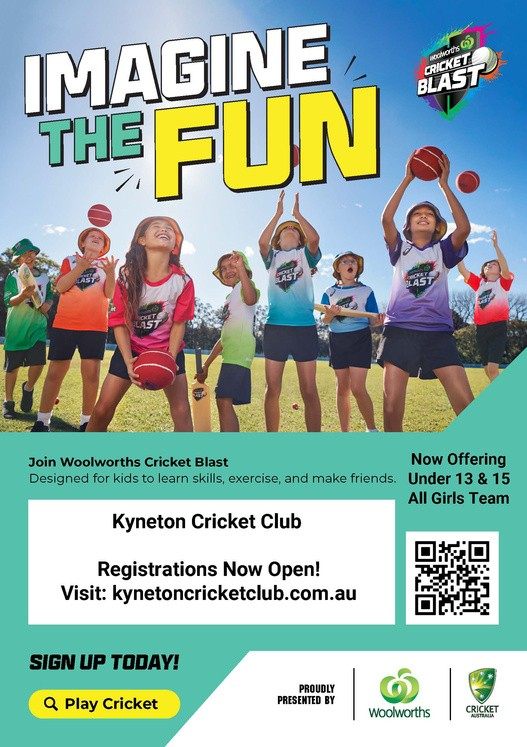 IMAGINE
THE FUN
woolworths
CRICKET
BLAST
Join Woolworths Cricket Blast
Designed for kids to learn skills, exercise, and make friends.
Now Offering
Under 13 & 15
All Girls Team
Kyneton Cricket Club
Registrations Now Open!
Visit: kynetoncricketclub.com.au
SIGN UP TODAY!
Play Cricket
PROUDLY
PRESENTED BY
Woolworths
CRICKET
AUSTRALIA